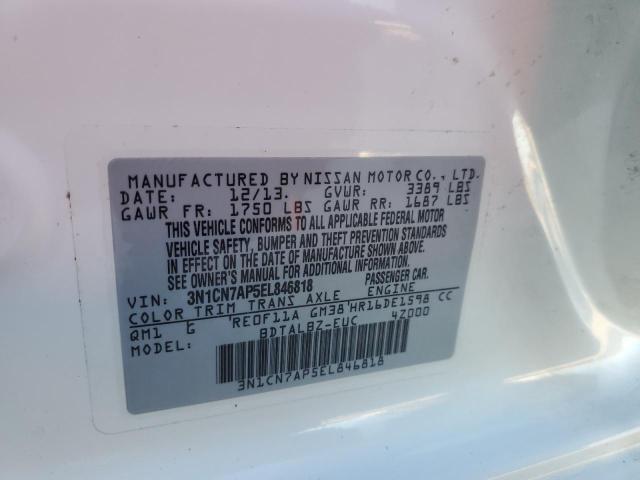 MANUFACTURED BY NISSAN MOTOR CO., LTD.
DATE: 12/13. GVWR: 3389 LBS
GAWR FR: 1750 LBS GAWR RR: 1687 LBS
THIS VEHICLE CONFORMS TO ALL APPLICABLE FEDERAL MOTOR
VEHICLE SAFETY, BUMPER AND THEFT PREVENTION STANDARDS
IN EFFECT ON THE DATE OF MANUFACTURE SHOWN ABOVE.
SEE OWNER'S MANUAL FOR ADDITIONAL INFORMATION.
VIN: 3N1CN7AP5EL846818 PASSENGER CAR.
COLOR TRIM TRANS AXLE ENGINE
QM1 G RE0F11A GM38 HR16DE1598 CC
MODEL: BDTALBZ-EUC 42000
3N1CN7AP5EL846818